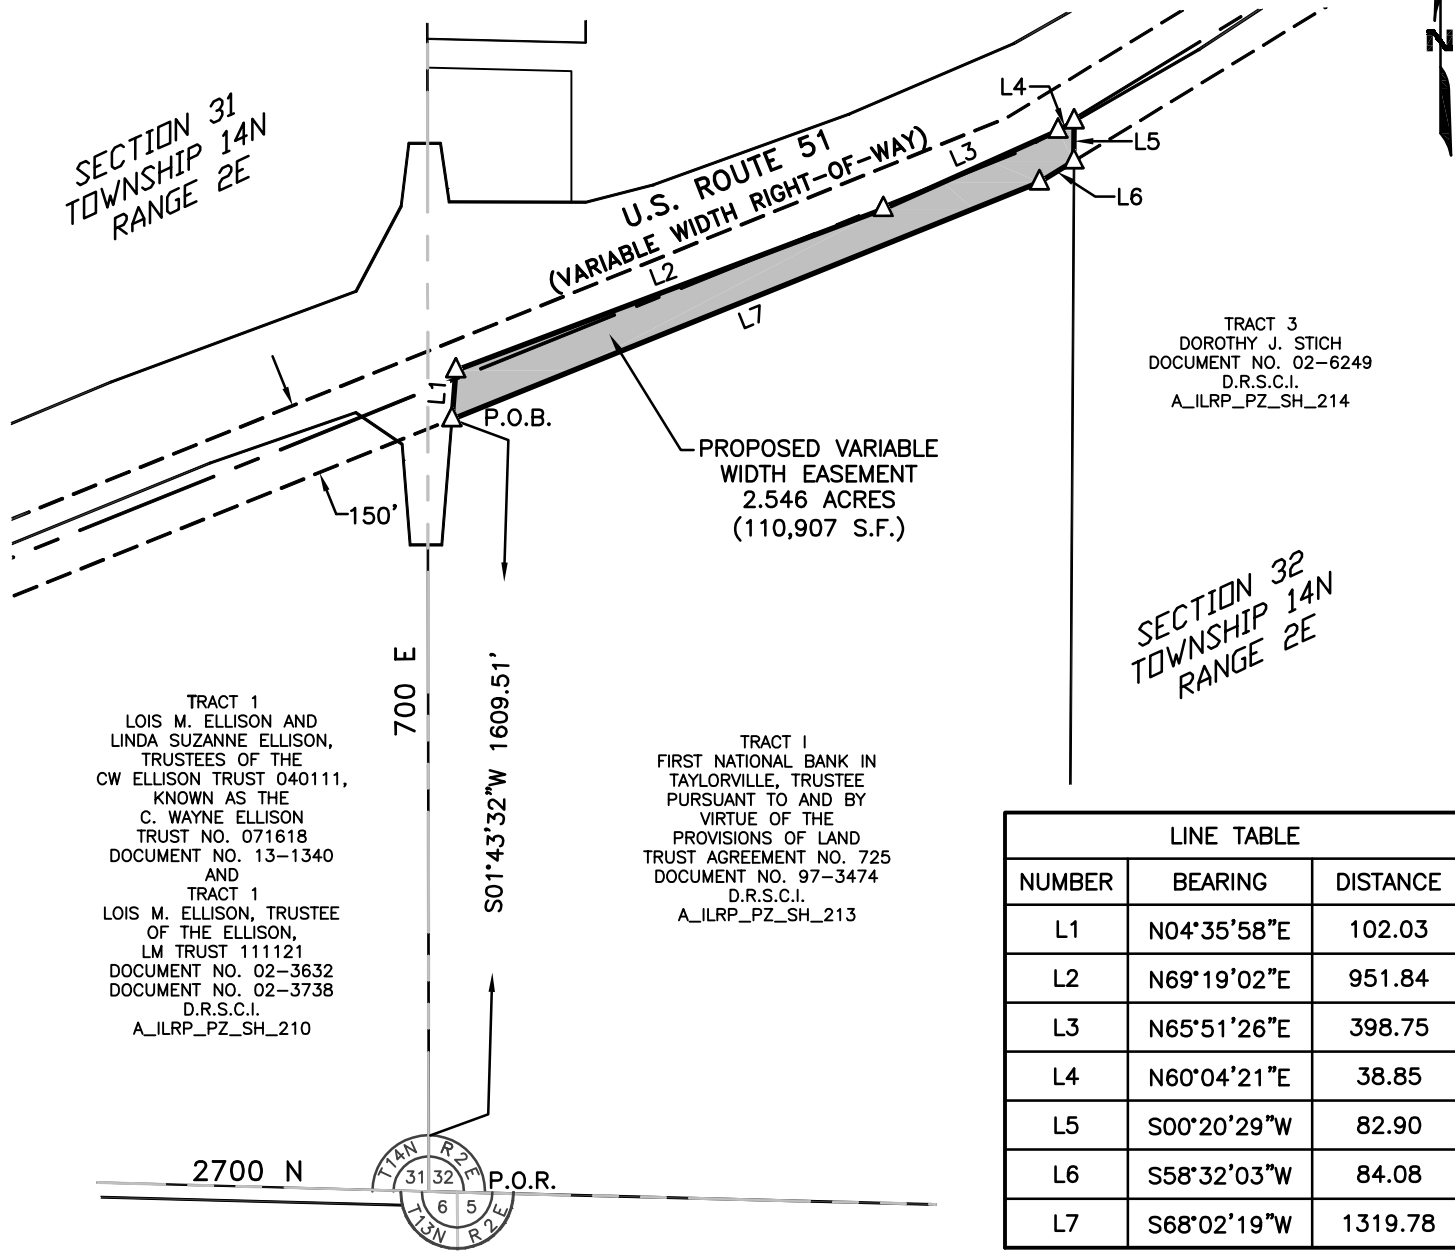 N
SECTION 31
TOWNSHIP 14N
RANGE 2E
U.S. ROUTE 51
(VARIABLE WIDTH RIGHT-OF-WAY)
L4
L3
L5
L6
L2
L7
L1
P.O.B.
150'
PROPOSED VARIABLE
WIDTH EASEMENT
2.546 ACRES
(110,907 S.F.)
TRACT 3
DOROTHY J. STICH
DOCUMENT NO. 02-6249
D.R.S.C.I.
A_ILRP_PZ_SH_214
SECTION 32
TOWNSHIP 14N
RANGE 2E
700 E
S01°43'32"W 1609.51'
TRACT 1
LOIS M. ELLISON AND
LINDA SUZANNE ELLISON,
TRUSTEES OF THE
CW ELLISON TRUST 040111,
KNOWN AS THE
C. WAYNE ELLISON
TRUST NO. 071618
DOCUMENT NO. 13-1340
AND
TRACT 1
LOIS M. ELLISON, TRUSTEE
OF THE ELLISON,
LM TRUST 111121
DOCUMENT NO. 02-3632
DOCUMENT NO. 02-3738
D.R.S.C.I.
A_ILRP_PZ_SH_210
TRACT I
FIRST NATIONAL BANK IN
TAYLORVILLE, TRUSTEE
PURSUANT TO AND BY
VIRTUE OF THE
PROVISIONS OF LAND
TRUST AGREEMENT NO. 725
DOCUMENT NO. 97-3474
D.R.S.C.I.
A_ILRP_PZ_SH_213
LINE TABLE
NUMBER BEARING DISTANCE
L1 N04°35'58"E 102.03
L2 N69°19'02"E 951.84
L3 N65°51'26"E 398.75
L4 N60°04'21"E 38.85
L5 S00°20'29"W 82.90
L6 S58°32'03"W 84.08
L7 S68°02'19"W 1319.78
2700 N
T14N R2E
31 32
P.O.R.
6 5
T13N R2E